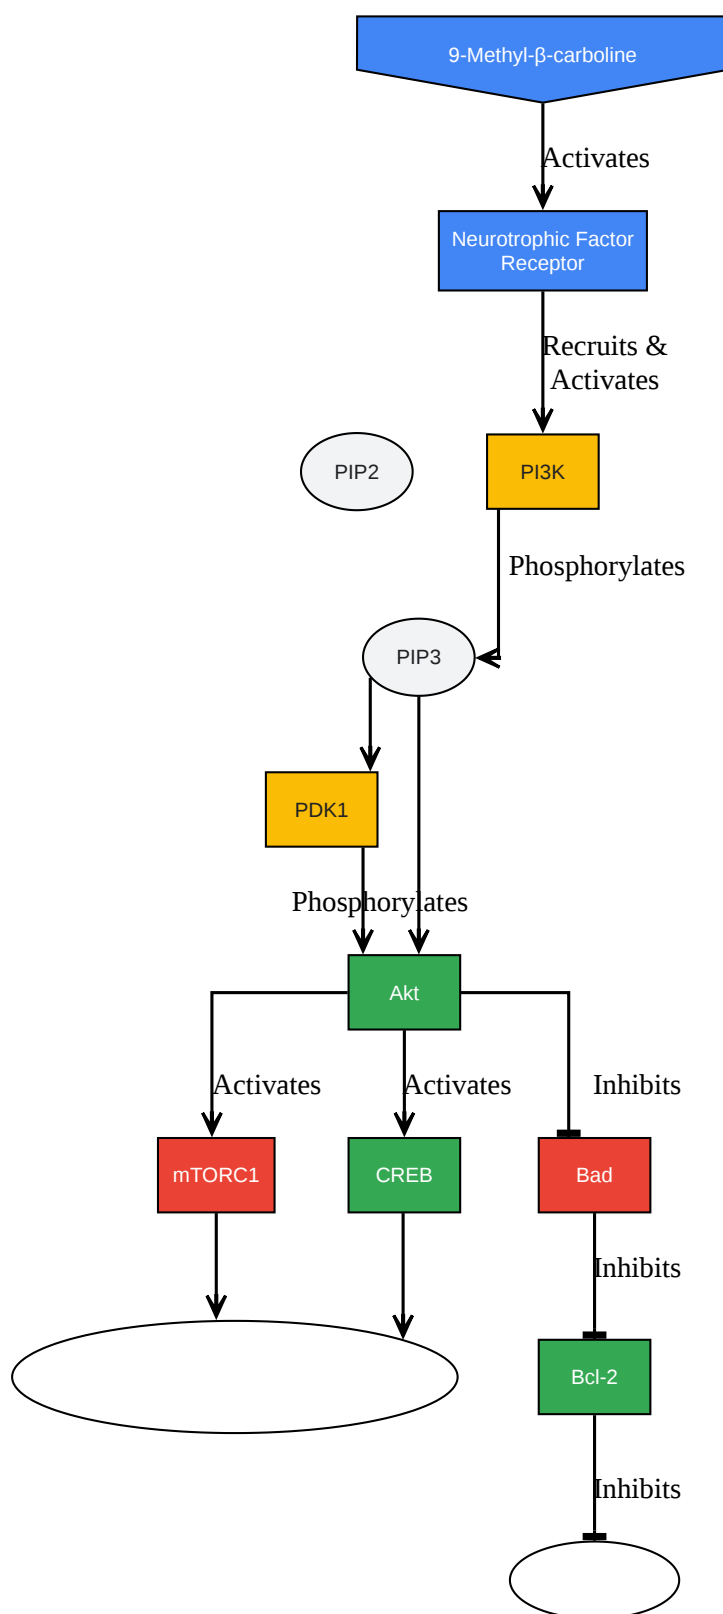 9-Methyl-β-carboline
Activates
Neurotrophic Factor
Receptor
Recruits &
Activates
PIP2
PI3K
Phosphorylates
PIP3
PDK1
Phosphorylates
Akt
Activates
Activates
Inhibits
mTORC1
CREB
Bad
Inhibits
Bcl-2
Inhibits